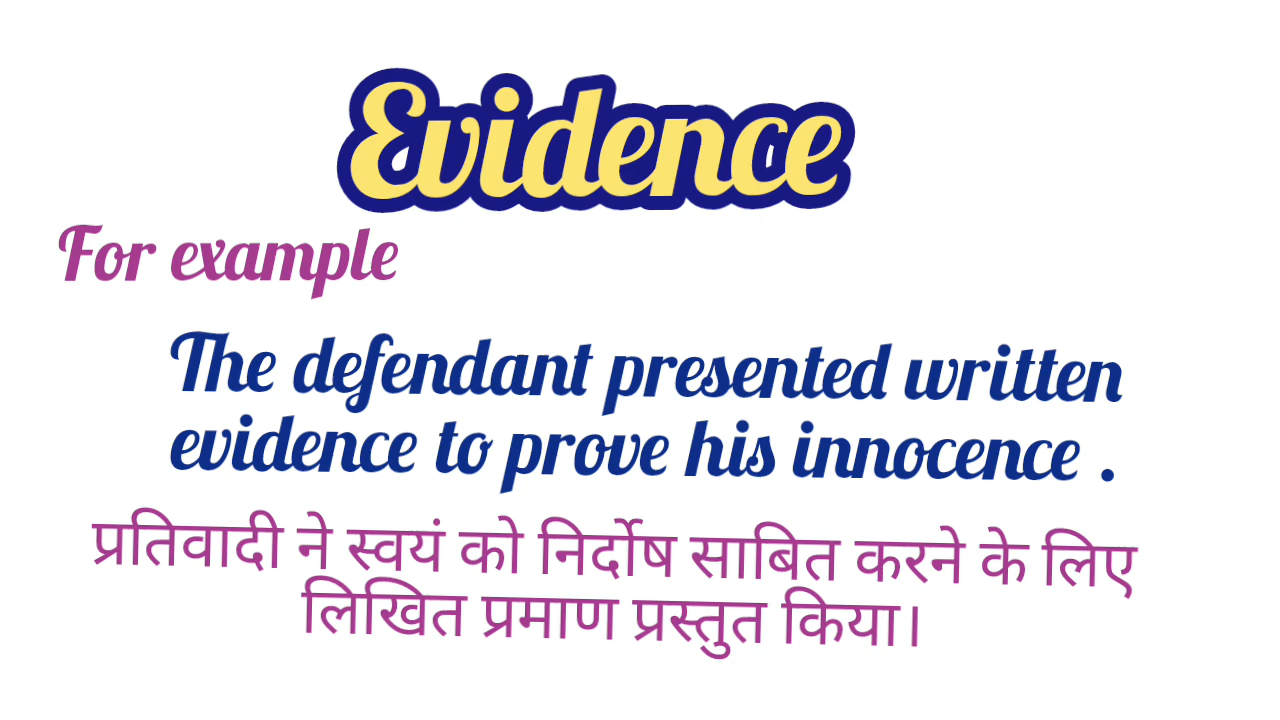 Evidence
For example
The defendant presented written
evidence to prove his innocence .
प्रतिवादी ने स्वयं को निर्दोष साबित करने के लिए
लिखित प्रमाण प्रस्तुत किया।